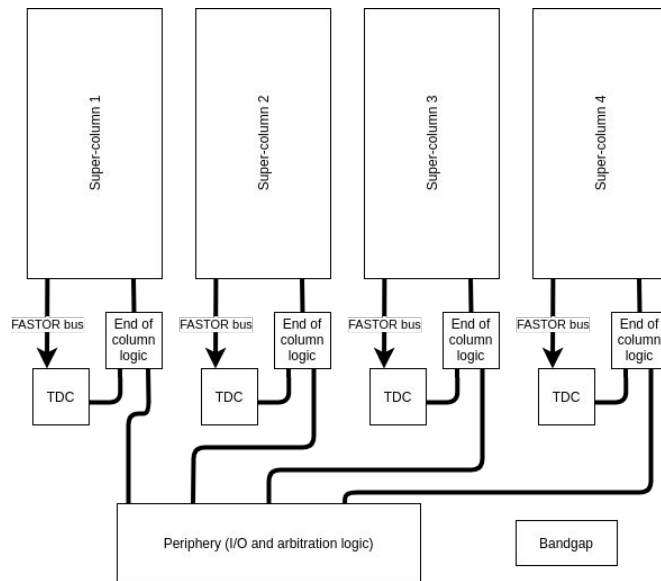 Super-column 1
Super-column 2
Super-column 3
Super-column 4
FASTOR bus
End of
column
logic
FASTOR bus
End of
column
logic
FASTOR bus
End of
column
logic
FASTOR bus
End of
column
logic
TDC
TDC
TDC
TDC
Periphery (I/O and arbitration logic)
Bandgap